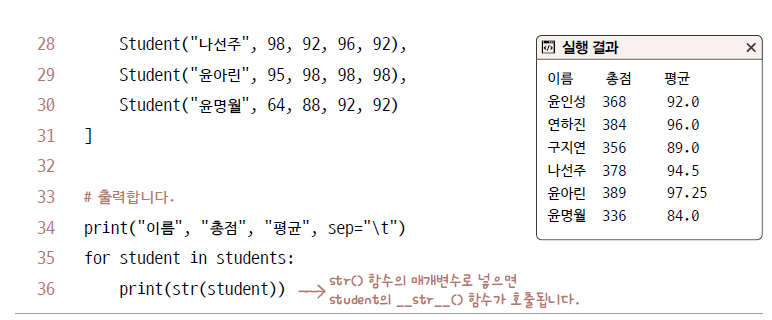 28 Student("나선주", 98, 92, 96, 92),
29 Student("윤아린", 95, 98, 98, 98),
30 Student("윤명월", 64, 88, 92, 92)
31 ]
32
33 # 출력합니다.
34 print("이름", "총점", "평균", sep="\t")
35 for student in students:
36 print(str(student))
str() 함수의 매개변수로 넣으면
student의 __str__() 함수가 호출됩니다.
실행 결과
이름 총점 평균
윤인성 368 92.0
연하진 384 96.0
구지연 356 89.0
나선주 378 94.5
윤아린 389 97.25
윤명월 336 84.0